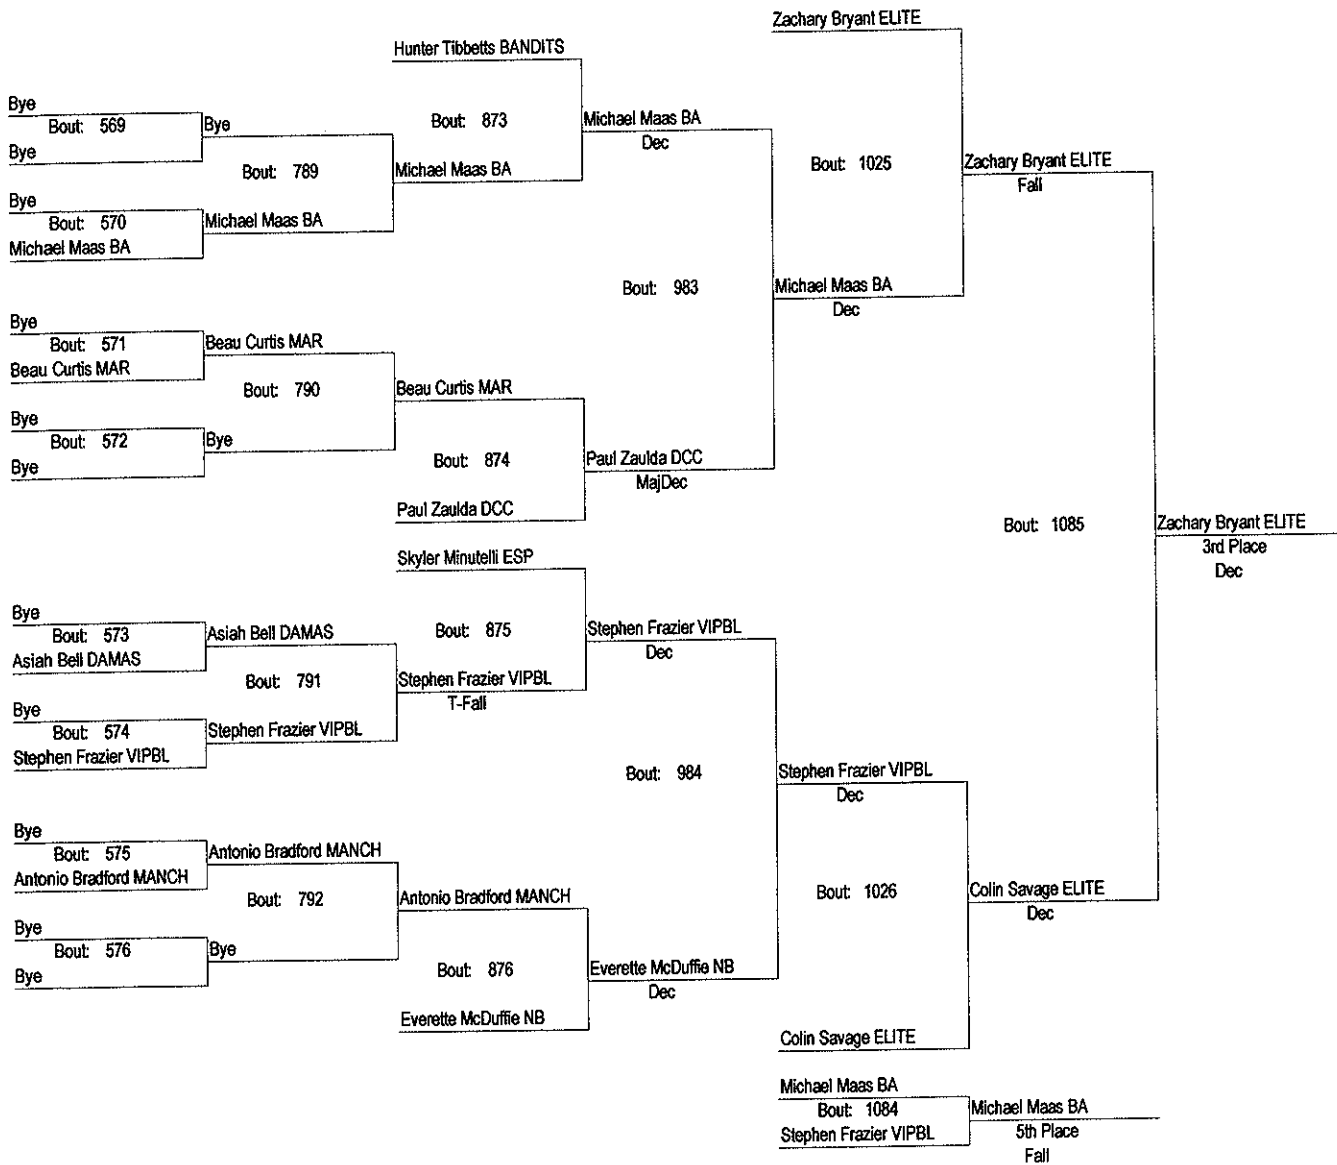 Zachary Bryant ELITE
Hunter Tibbetts BANDITS
Bye
Bout: 569
Bye
Bye
Bout: 789
Bout: 873
Michael Maas BA
Dec
Michael Maas BA
Bout: 1025
Zachary Bryant ELITE
Fall
Bye
Bout: 570
Michael Maas BA
Michael Maas BA
Bout: 983
Michael Maas BA
Dec
Bye
Bout: 571
Beau Curtis MAR
Beau Curtis MAR
Bout: 790
Beau Curtis MAR
Bye
Bout: 572
Bye
Bye
Bout: 874
Paul Zaulda DCC
MajDec
Paul Zaulda DCC
Bout: 1085
Zachary Bryant ELITE
3rd Place
Dec
Skyler Minutelli ESP
Bye
Bout: 573
Asiah Bell DAMAS
Asiah Bell DAMAS
Bout: 875
Stephen Frazier VIPBL
Dec
Bout: 791
Stephen Frazier VIPBL
T-Fall
Bye
Bout: 574
Stephen Frazier VIPBL
Stephen Frazier VIPBL
Bout: 984
Stephen Frazier VIPBL
Dec
Bye
Bout: 575
Antonio Bradford MANCH
Antonio Bradford MANCH
Bout: 792
Antonio Bradford MANCH
Bout: 1026
Colin Savage ELITE
Dec
Bye
Bout: 576
Bye
Bye
Bout: 876
Everette McDuffie NB
Dec
Everette McDuffie NB
Colin Savage ELITE
Michael Maas BA
Bout: 1084
Stephen Frazier VIPBL
Michael Maas BA
5th Place
Fall